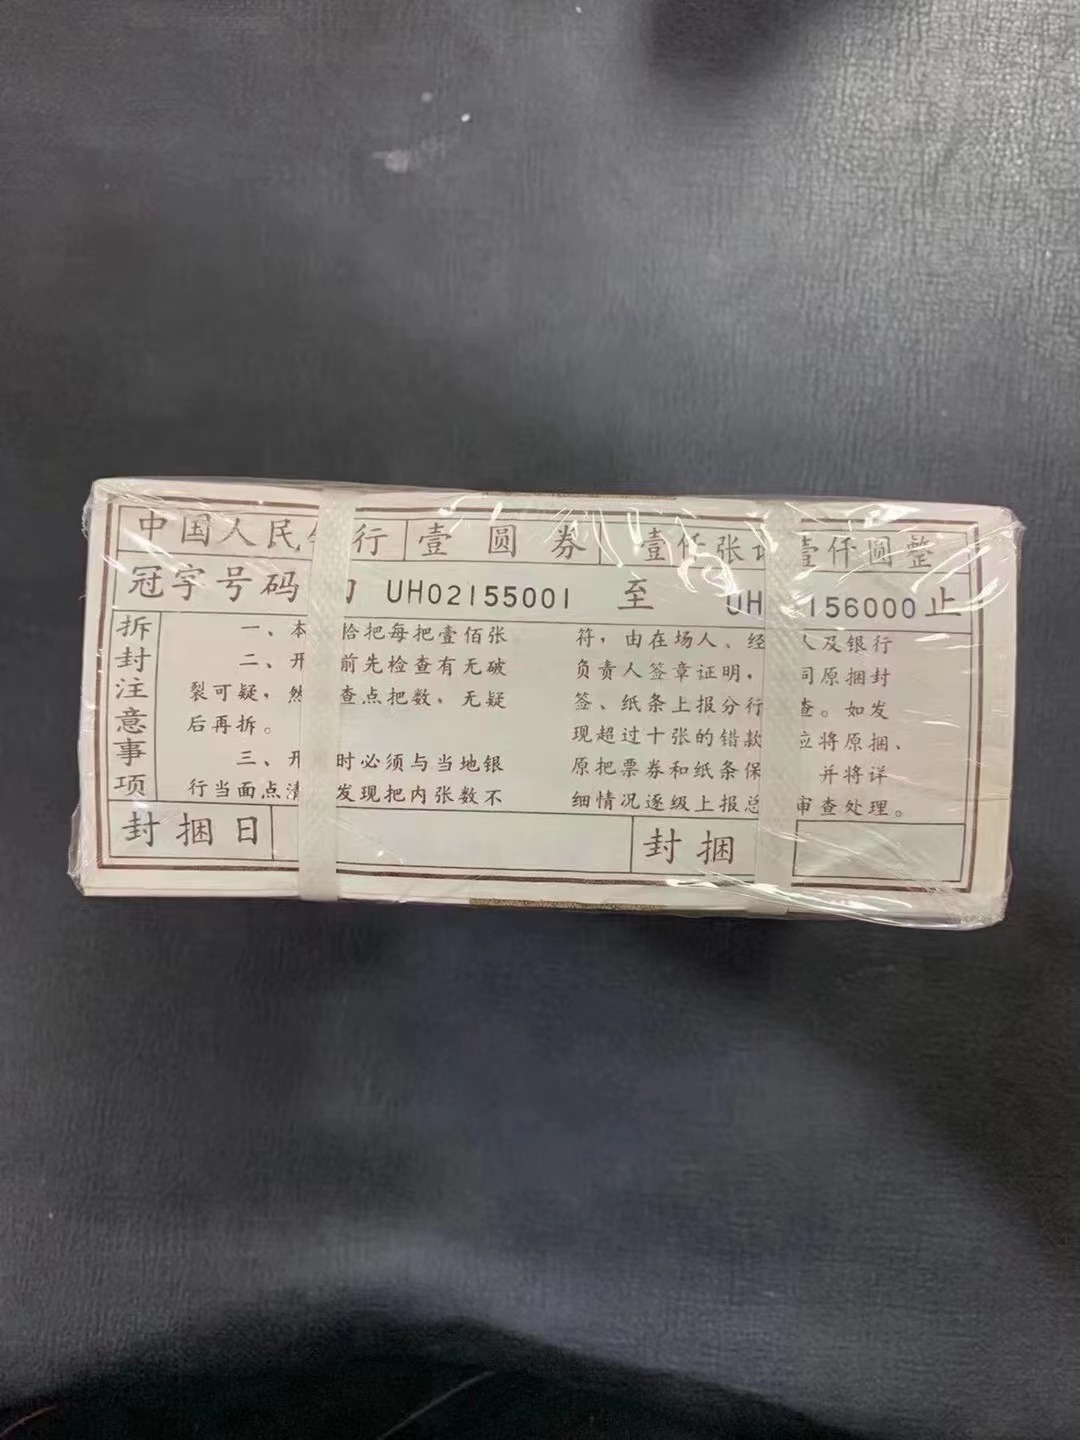 中国人民 行 壹圆券 壹仟张 壹仟圆整
冠字号码 UH02155001 至 UH 156000止
拆封注意事项
一、本 拾把每把壹佰张
二、开 前先检查有无破
裂可疑，然 查点把数，无疑
后再拆。
三、开 时必须与当地银
行当面点清 发现把内张数不
符，由在场人、经 人及银行
负责人签章证明， 同原捆封
签、纸条上报分行 查。如发
现超过十张的错款 应将原捆、
原把票券和纸条保 并将详
细情况逐级上报总 审查处理。
封捆日 封捆